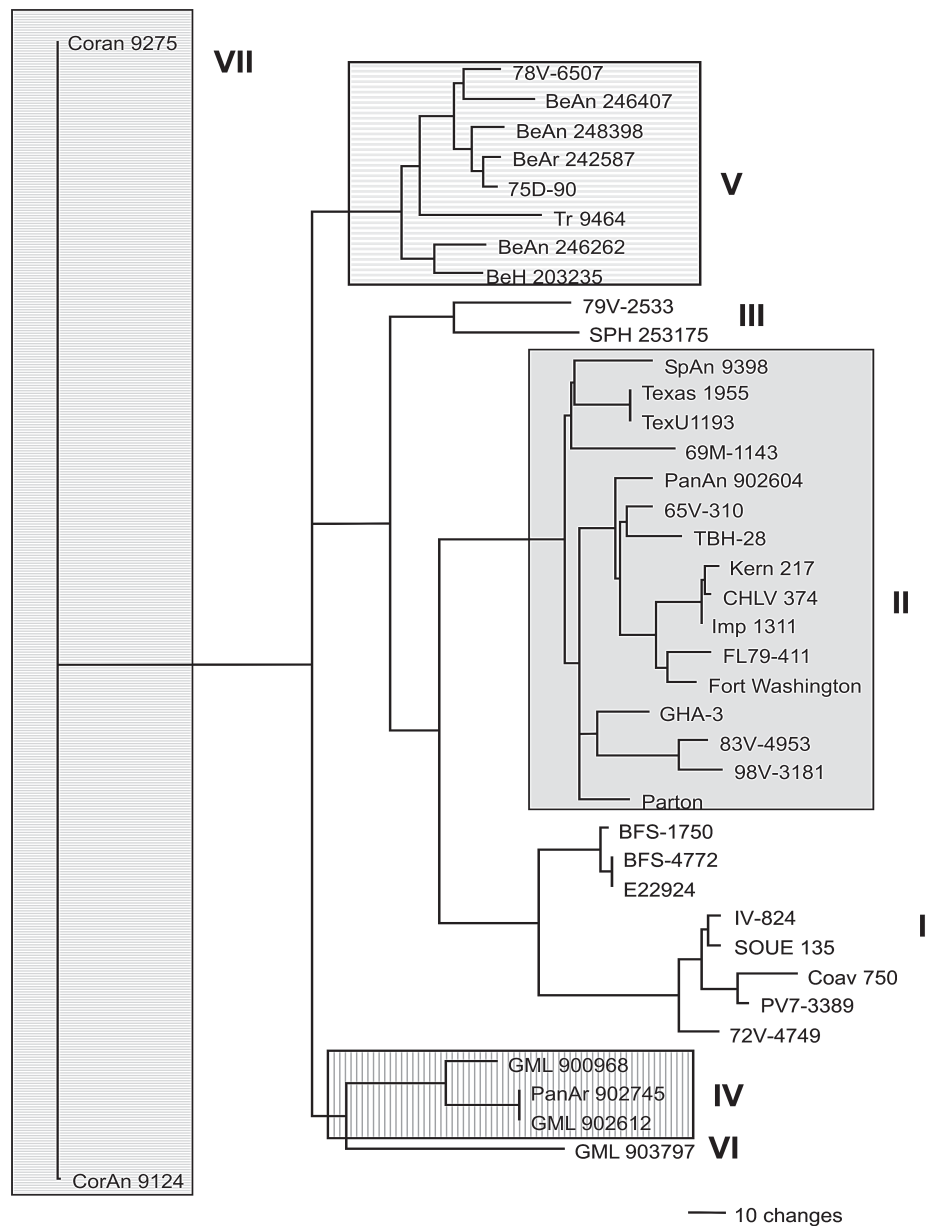 Coran 9275
VII
78V-6507
BeAn 246407
BeAn 248398
BeAr 242587
75D-90
V
Tr 9464
BeAn 246262
BeH 203235
79V-2533
III
SPH 253175
SpAn 9398
Texas 1955
TexU1193
69M-1143
PanAn 902604
65V-310
TBH-28
Kern 217
CHLV 374
II
Imp 1311
FL79-411
Fort Washington
GHA-3
83V-4953
98V-3181
Parton
BFS-1750
BFS-4772
E22924
IV-824
I
SOUE 135
Coav 750
PV7-3389
72V-4749
GML 900968
PanAr 902745
IV
GML 902612
GML 903797
VI
CorAn 9124
10 changes